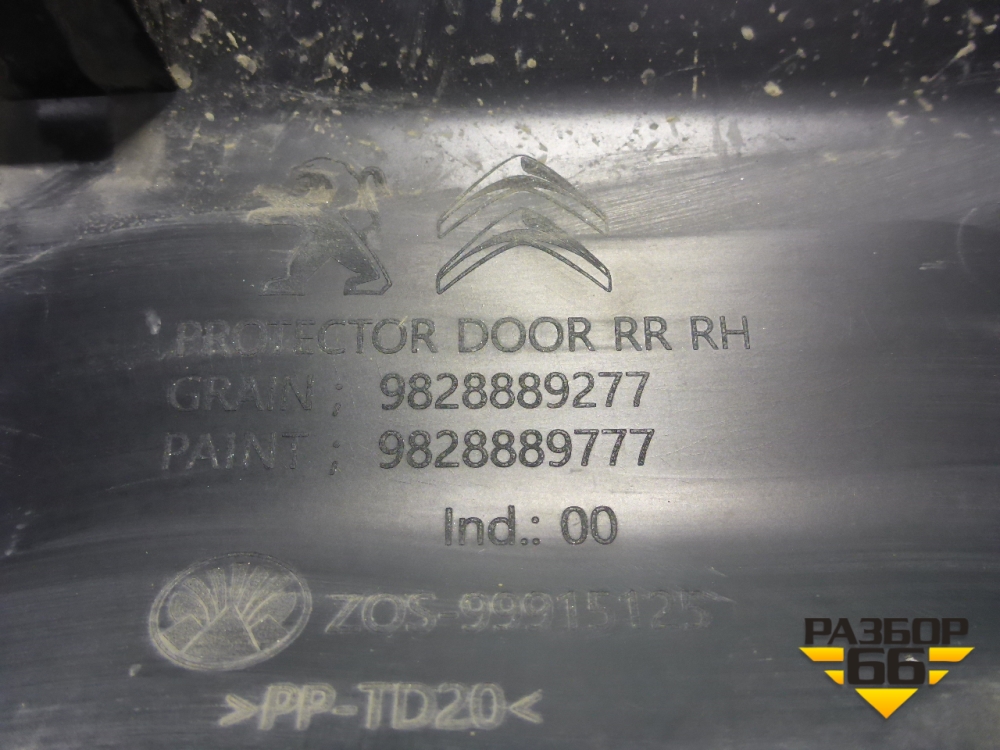 PROTECTOR DOOR RR RH
GRAIN ; 9828889277
PAINT ; 9828889777
Ind.: 00
ZOS 99915125
>PP-TD20<
РАЗБОР
66